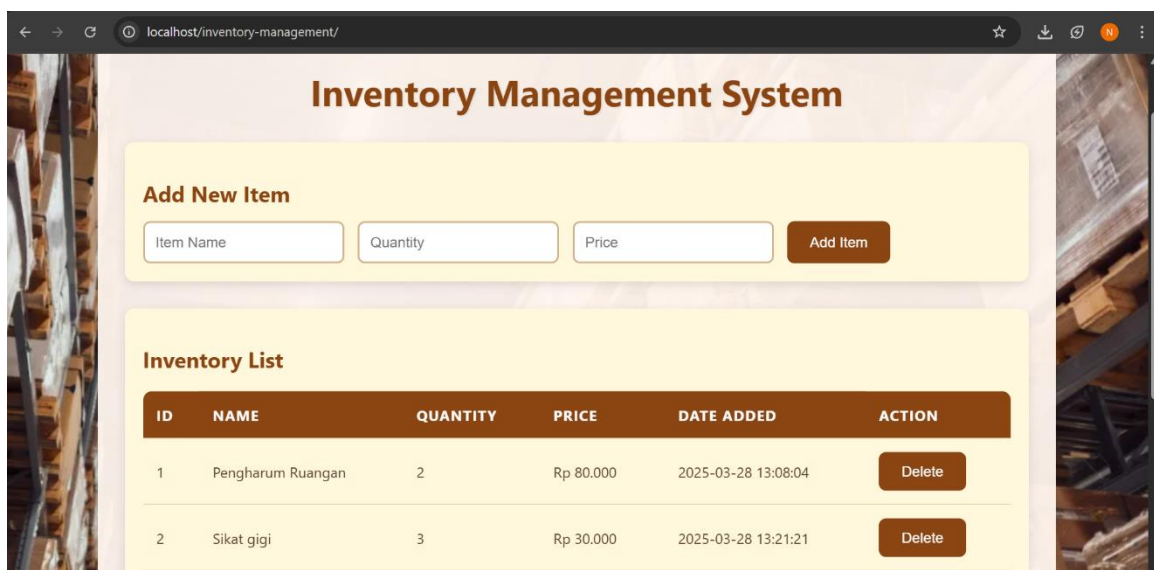 localhost/inventory-management/
N
Inventory Management System
Add New Item
Item Name Quantity Price Add Item
Inventory List
ID NAME QUANTITY PRICE DATE ADDED ACTION
1 Pengharum Ruangan 2 Rp 80.000 2025-03-28 13:08:04 Delete
2 Sikat gigi 3 Rp 30.000 2025-03-28 13:21:21 Delete